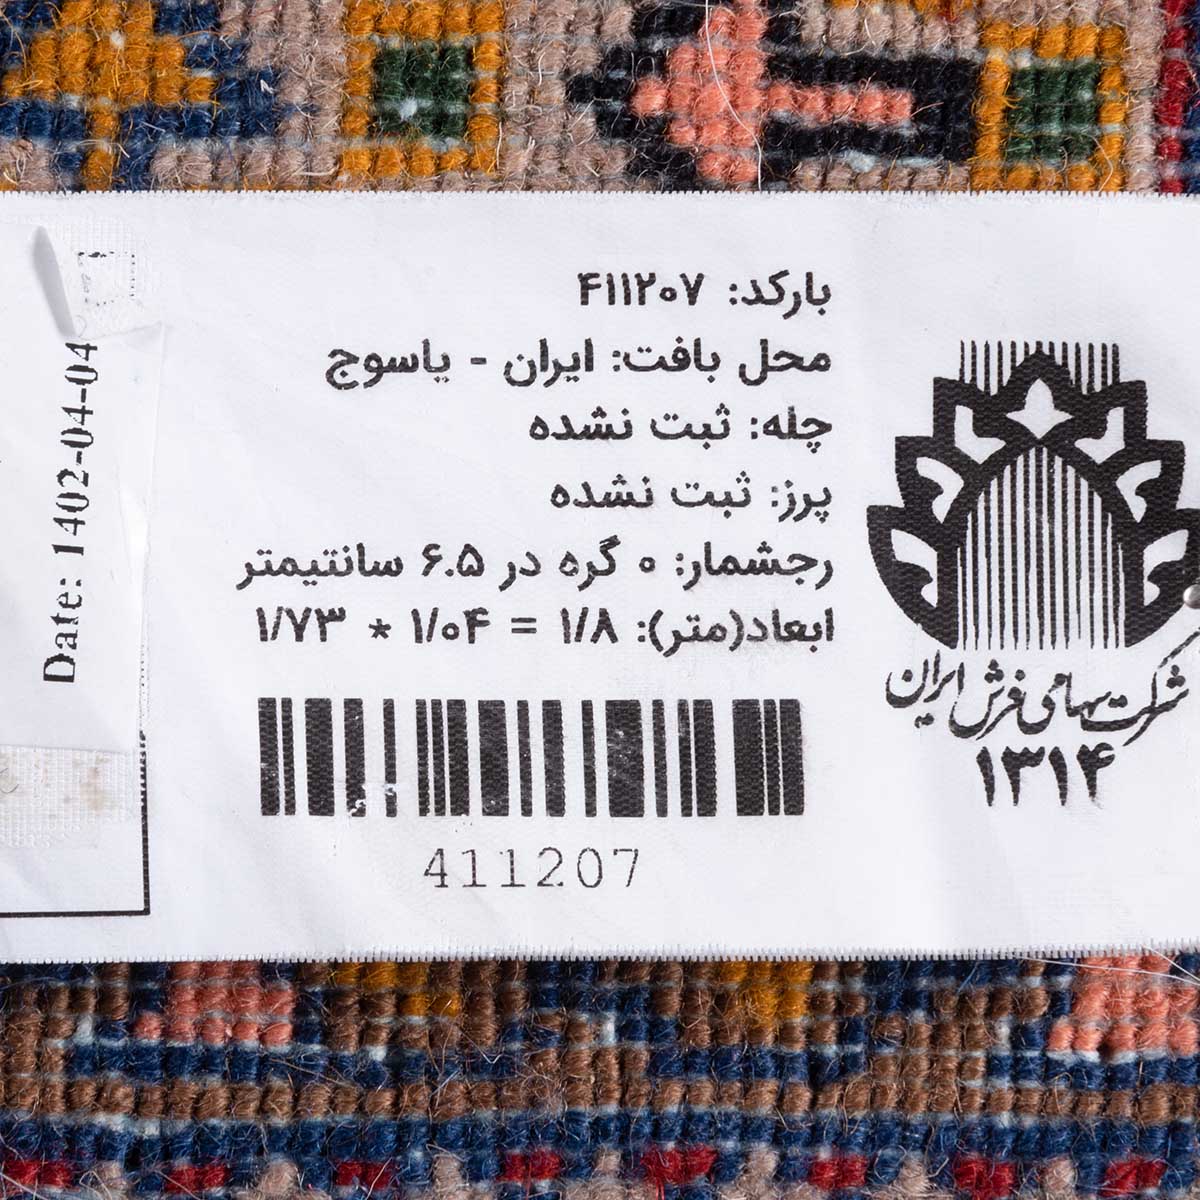 بارکد: ۴۱۱۲۰۷
محل بافت: ایران - یاسوج
چله: ثبت نشده
پرز: ثبت نشده
رجشمار: ۰ گره در ۶.۵ سانتیمتر
ابعاد(متر): ۱/۸ = ۱/۰۴ * ۱/۷۳
411207
شرکت سهامی فرش ایران
۱۳۱۴
Date: 1402-04-04